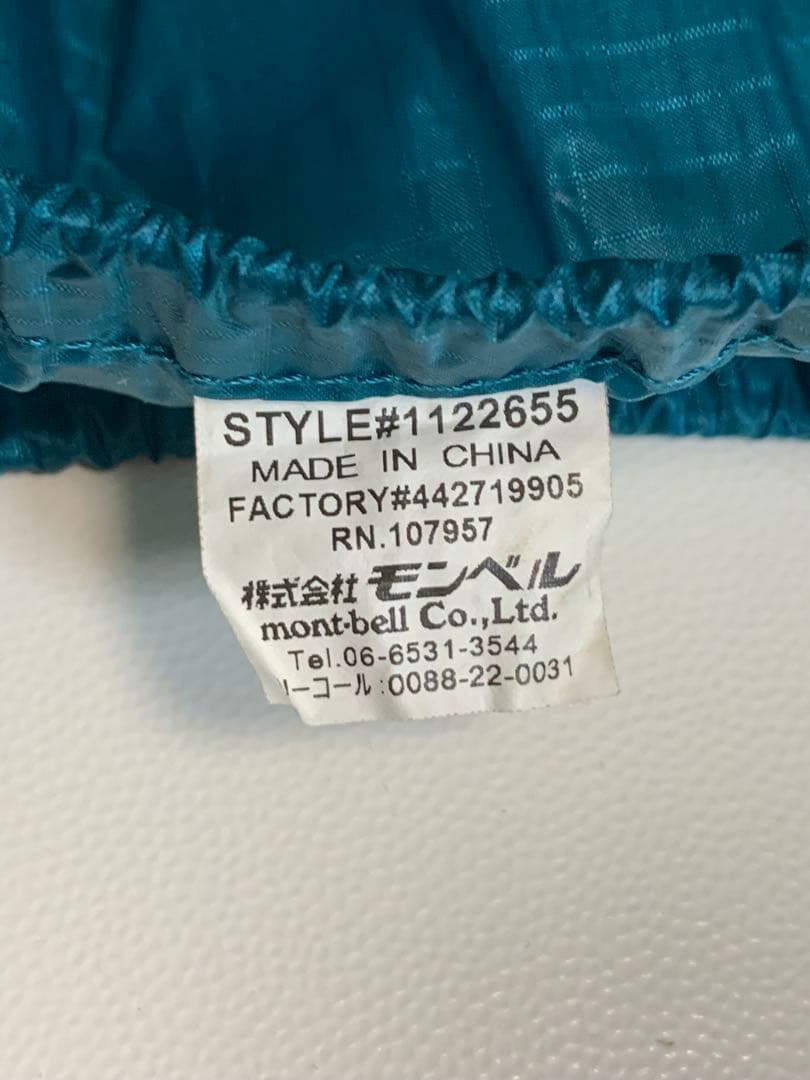 STYLE#1122655
MADE IN CHINA
FACTORY#442719905
RN.107957
株式会社 モンベル
mont-bell Co.,Ltd.
Tel.06-6531-3544
リーコール:0088-22-0031